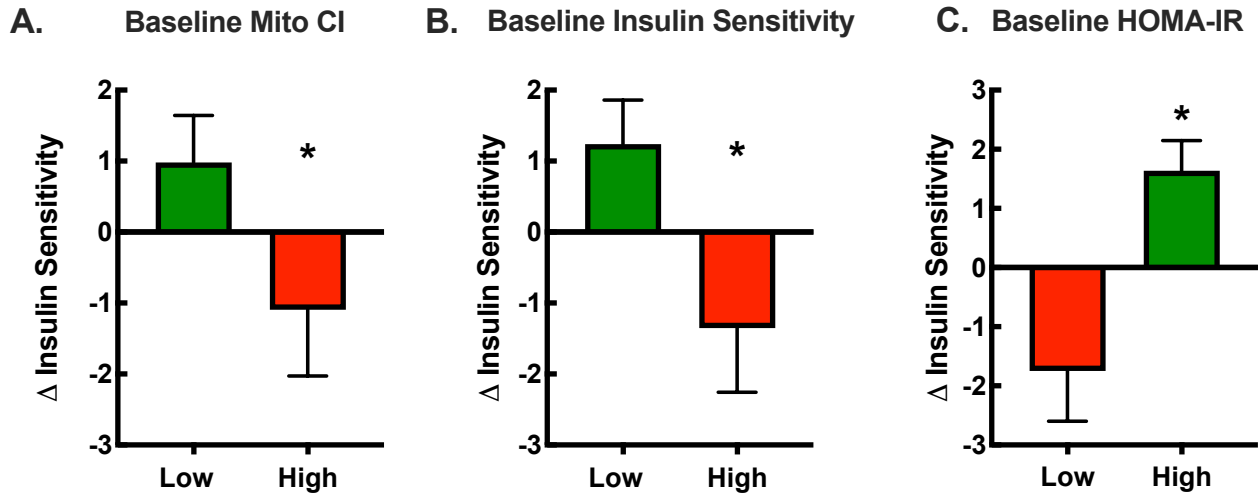 A. Baseline Mito CI
Δ Insulin Sensitivity
2
1
0
-1
-2
-3
*
Low High
B. Baseline Insulin Sensitivity
Δ Insulin Sensitivity
2
1
0
-1
-2
-3
*
Low High
C. Baseline HOMA-IR
Δ Insulin Sensitivity
3
2
1
0
-1
-2
-3
*
Low High